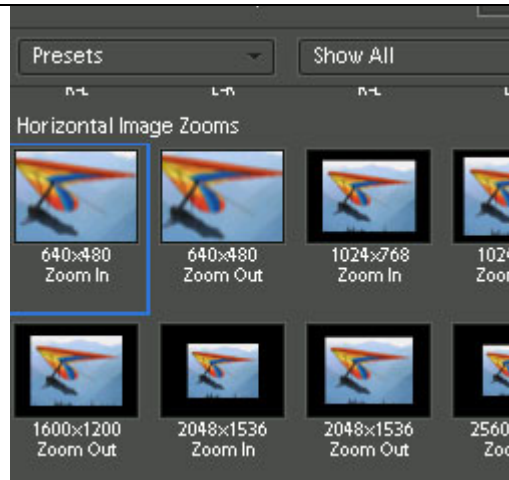 Presets
Show All
R-L L-R R-L
Horizontal Image Zooms
640x480
Zoom In
640x480
Zoom Out
1024x768
Zoom In
1600x1200
Zoom Out
2048x1536
Zoom In
2048x1536
Zoom Out
2560